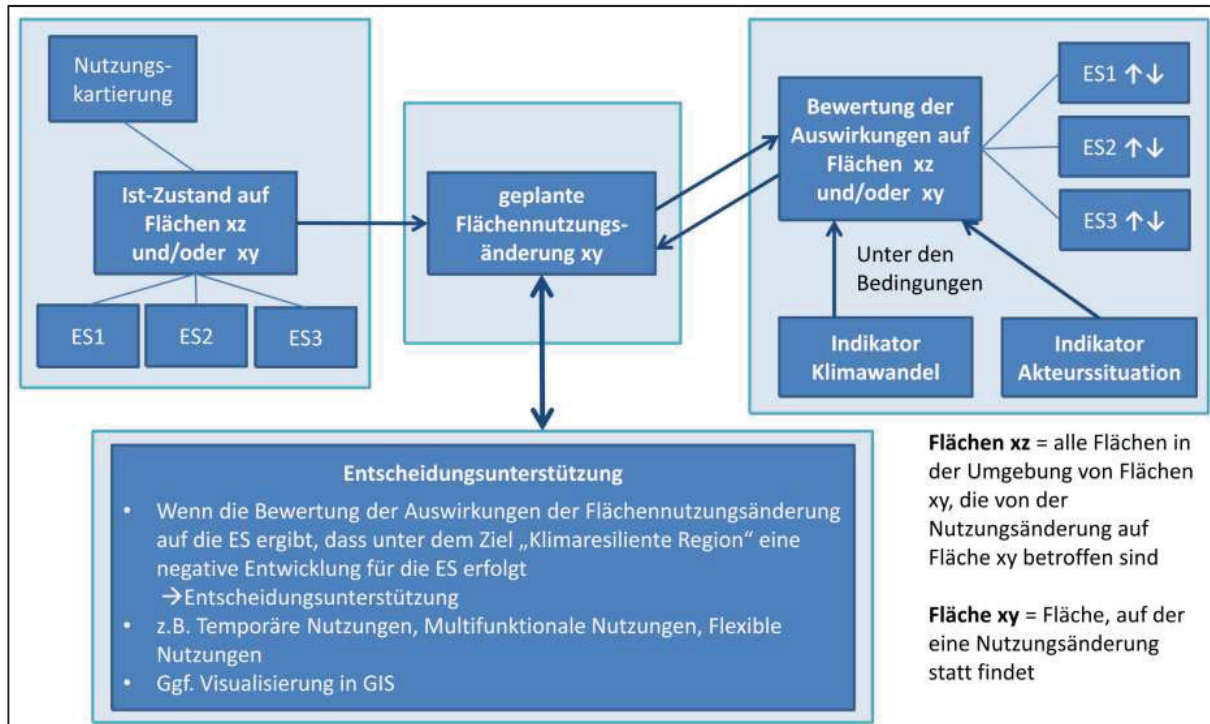 Nutzungs-
kartierung
Ist-Zustand auf
Flächen xz
und/oder xy
ES1
ES2
ES3
geplante
Flächennutzungs-
änderung xy
Bewertung der
Auswirkungen auf
Flächen xz
und/oder xy
ES1 ↑↓
ES2 ↑↓
ES3 ↑↓
Unter den
Bedingungen
Indikator
Klimawandel
Indikator
Akteurssituation
Entscheidungsunterstützung
• Wenn die Bewertung der Auswirkungen der Flächennutzungsänderung
auf die ES ergibt, dass unter dem Ziel „Klimaresiliente Region“ eine
negative Entwicklung für die ES erfolgt
→Entscheidungsunterstützung
• z.B. Temporäre Nutzungen, Multifunktionale Nutzungen, Flexible
Nutzungen
• Ggf. Visualisierung in GIS
Flächen xz = alle Flächen in
der Umgebung von Flächen
xy, die von der
Nutzungsänderung auf
Fläche xy betroffen sind
Fläche xy = Fläche, auf der
eine Nutzungsänderung
statt findet